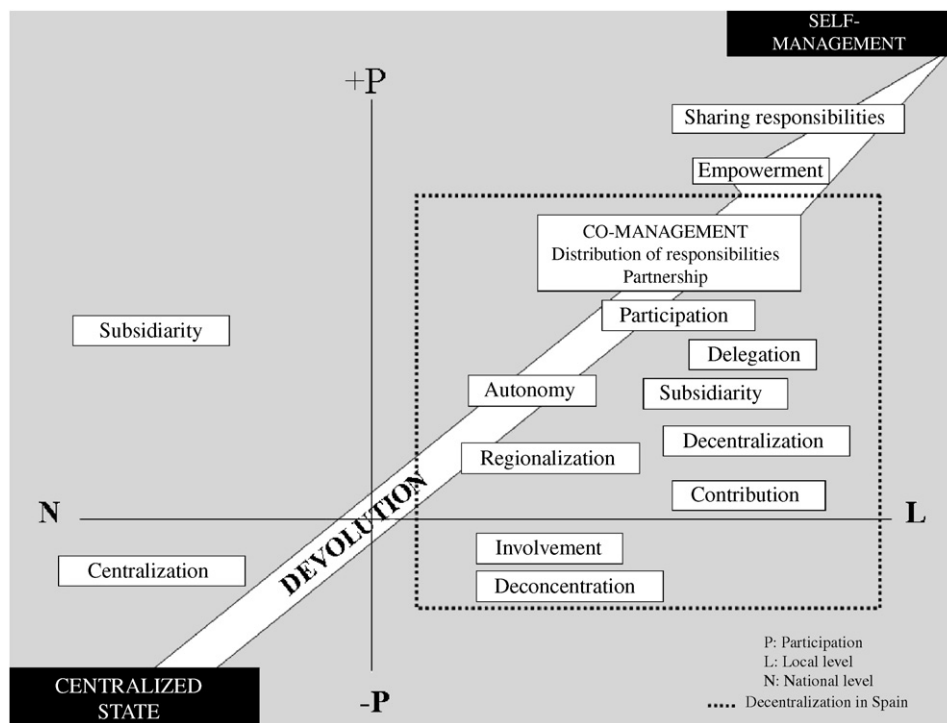 SELF-
MANAGEMENT
+P
Sharing responsibilities
Empowerment
CO-MANAGEMENT
Distribution of responsibilities
Partnership
Participation
Subsidiarity
Delegation
Autonomy
Subsidiarity
Decentralization
Regionalization
Contribution
N
DEVOLUTION
L
Involvement
Centralization
Deconcentration
P: Participation
L: Local level
N: National level
Decentralization in Spain
CENTRALIZED
STATE
-P